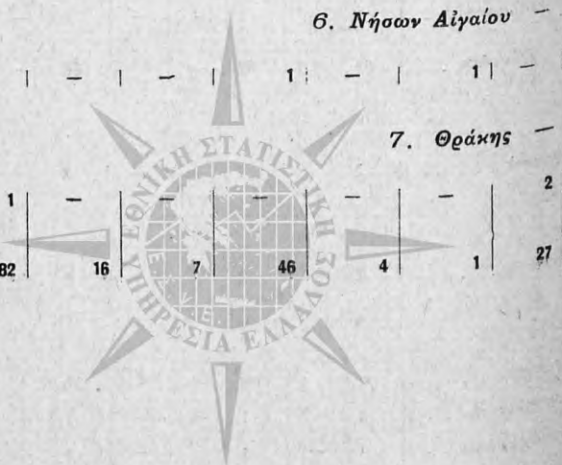 6. Νήσων Αἰγαίου —
| — | — | 1 | — | 1 | —
7. Θράκης —
1 | — | — | — | — | — | 2
82 | 16 | 7 | 46 | 4 | 1 | 27
ΕΘΝΙΚΗ ΣΤΑΤΙΣΤΙΚΗ
ΥΠΗΡΕΣΙΑ ΕΛΛΑΔΟΣ
Ε.Σ.Υ.Ε.